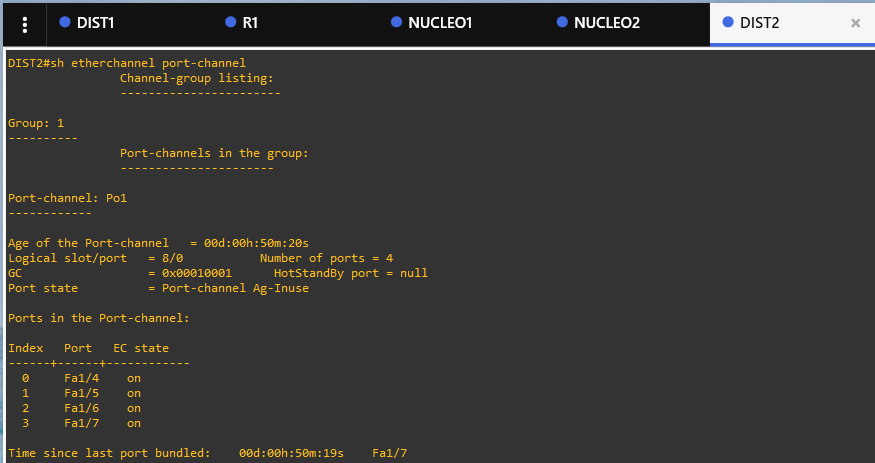 DIST1 R1 NUCLEO1 NUCLEO2 DIST2 ×
DIST2#sh etherchannel port-channel
Channel-group listing:
-----------------------
Group: 1
----------
Port-channels in the group:
----------------------
Port-channel: Po1
------------
Age of the Port-channel   = 00d:00h:50m:20s
Logical slot/port   = 8/0           Number of ports = 4
GC                  = 0x00010001      HotStandBy port = null
Port state          = Port-channel Ag-Inuse
Ports in the Port-channel:
Index   Port   EC state
------+------+------------
0     Fa1/4    on
1     Fa1/5    on
2     Fa1/6    on
3     Fa1/7    on
Time since last port bundled:    00d:00h:50m:19s    Fa1/7